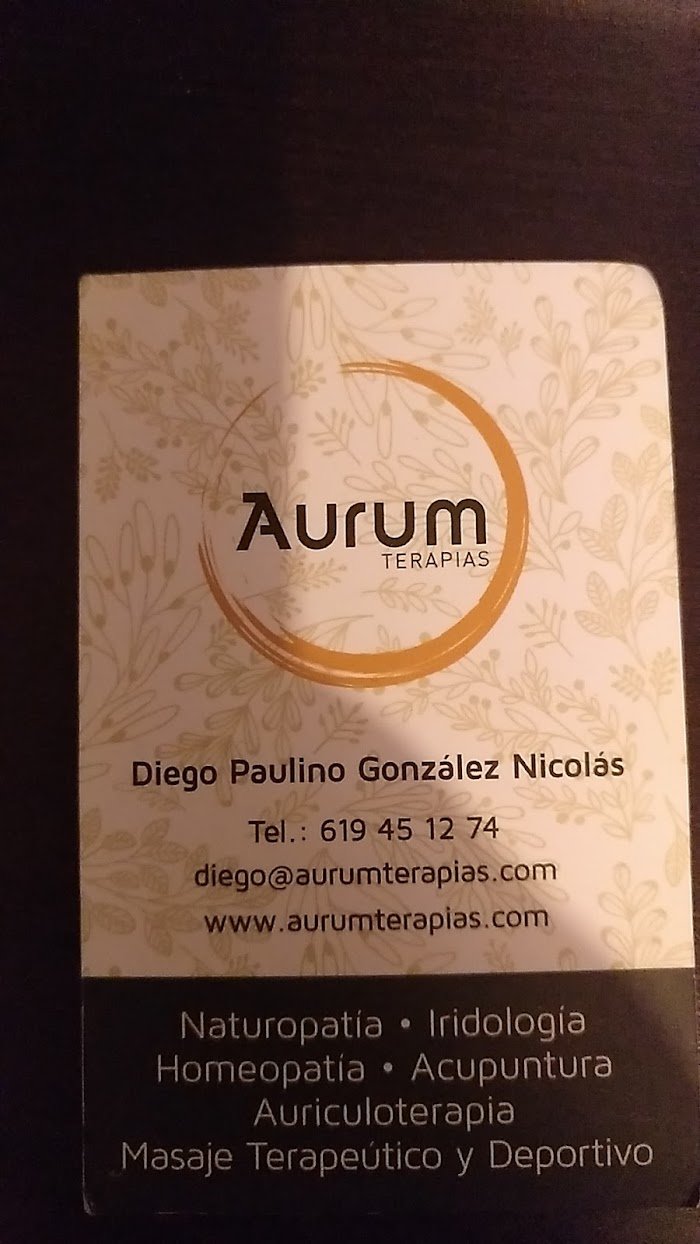 Aurum
TERAPIAS
Diego Paulino González Nicolás
Tel.: 619 45 12 74
diego@aurumterapias.com
www.aurumterapias.com
Naturopatía • Iridología
Homeopatía • Acupuntura
Auriculoterapia
Masaje Terapeútico y Deportivo